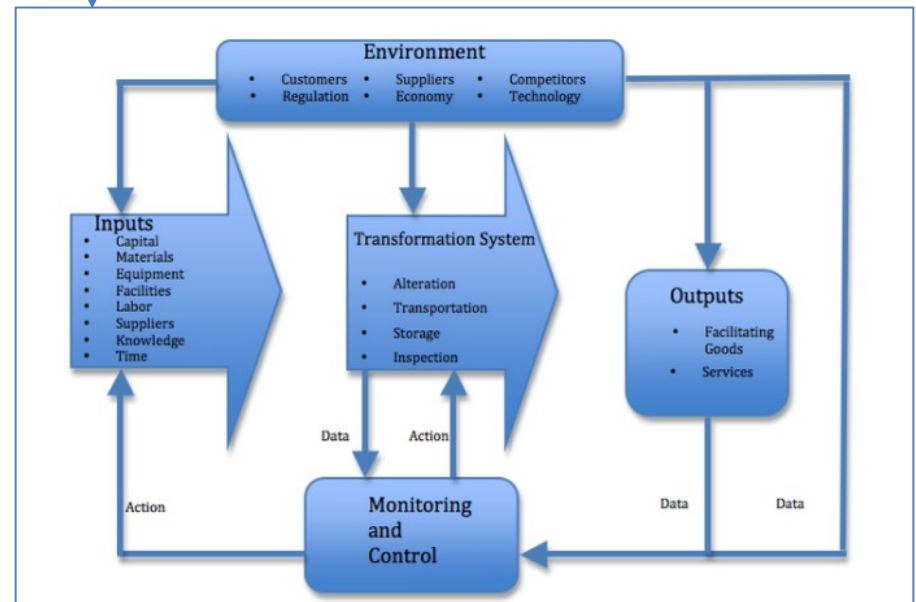 Environment
• Customers • Suppliers • Competitors
• Regulation • Economy • Technology
Inputs
• Capital
• Materials
• Equipment
• Facilities
• Labor
• Suppliers
• Knowledge
• Time
Transformation System
• Alteration
• Transportation
• Storage
• Inspection
Outputs
• Facilitating
Goods
• Services
Data
Action
Action
Monitoring
and
Control
Data
Data